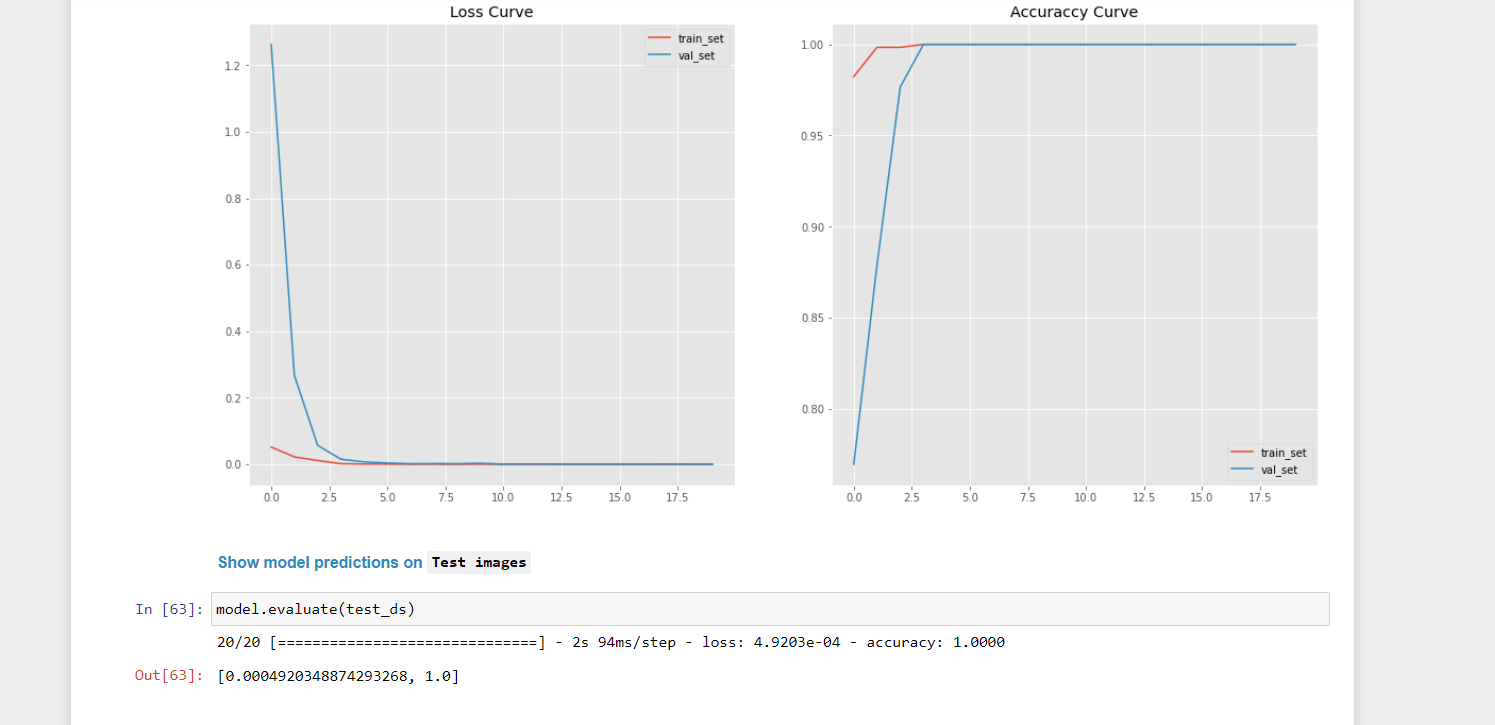 Loss Curve
train_set
val_set
1.2
1.0
0.8
0.6
0.4
0.2
0.0
0.0 2.5 5.0 7.5 10.0 12.5 15.0 17.5
Accuraccy Curve
1.00
0.95
0.90
0.85
0.80
train_set
val_set
0.0 2.5 5.0 7.5 10.0 12.5 15.0 17.5
Show model predictions on Test images
In [63]: model.evaluate(test_ds)
20/20 [==============================] - 2s 94ms/step - loss: 4.9203e-04 - accuracy: 1.0000
Out[63]: [0.0004920348874293268, 1.0]